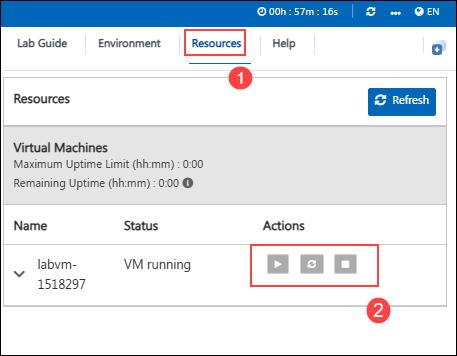 00h : 57m : 16s ••• EN
Lab Guide Environment Resources Help
1
Resources Refresh
Virtual Machines
Maximum Uptime Limit (hh:mm) : 0:00
Remaining Uptime (hh:mm) : 0:00
Name Status Actions
labvm- VM running
1518297
2